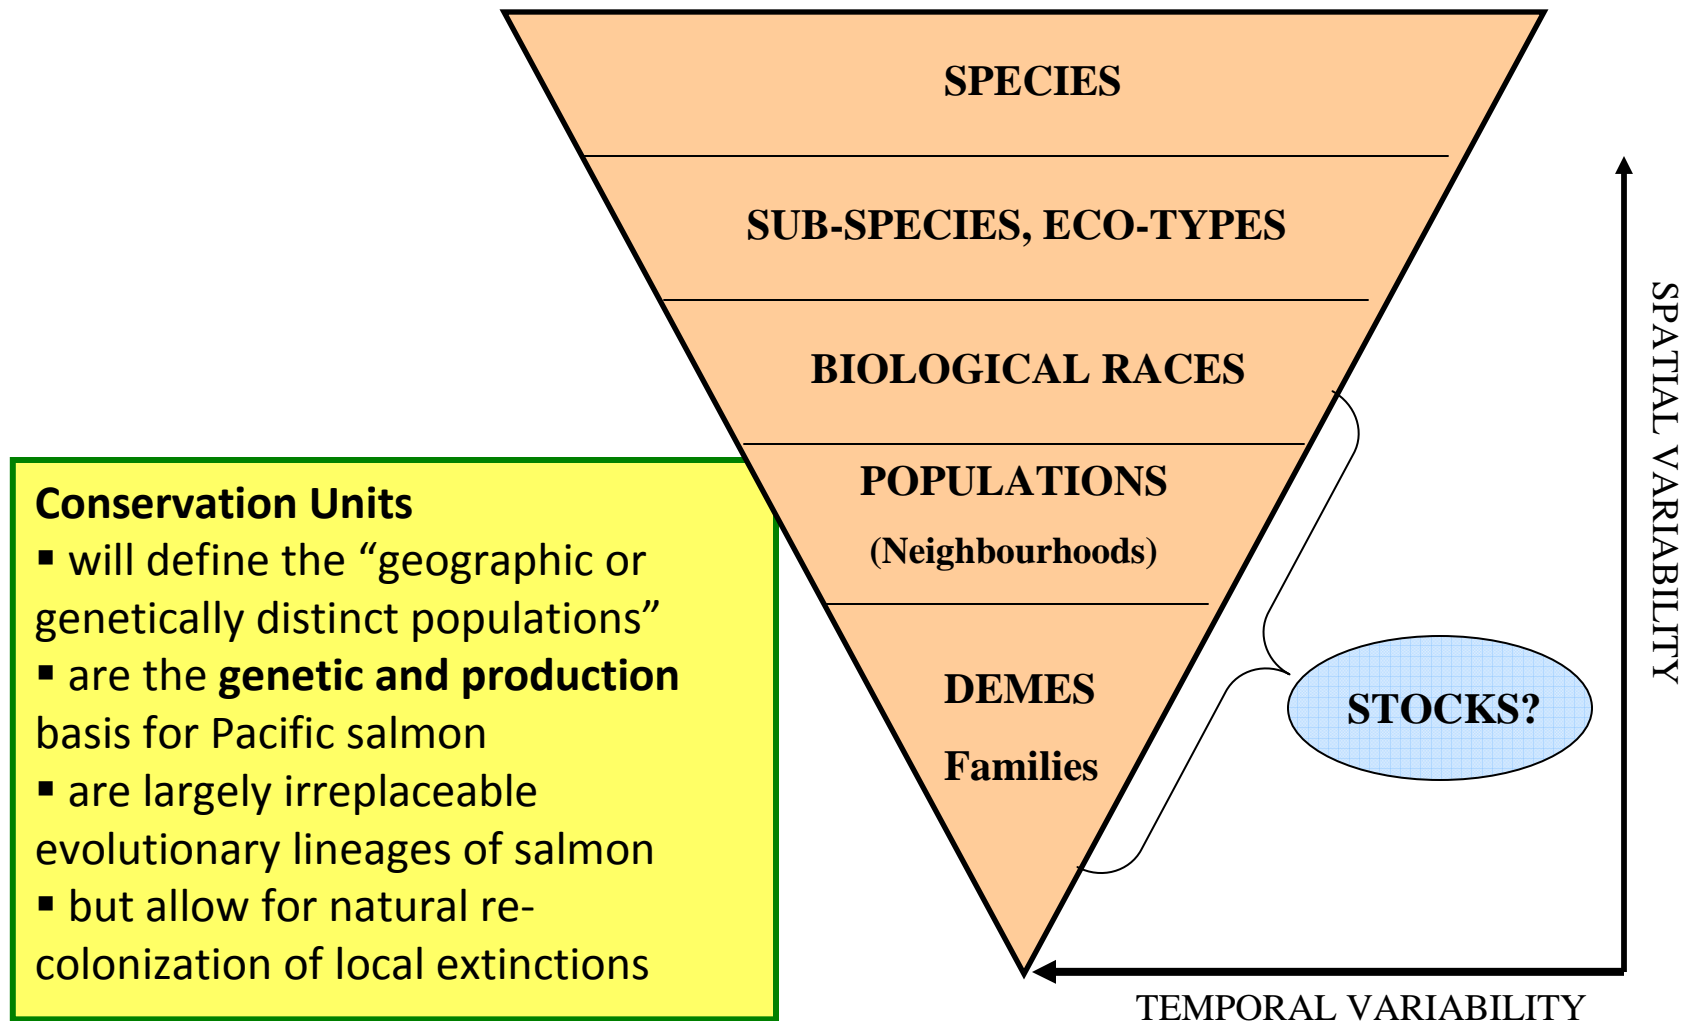 SPECIES
SUB-SPECIES, ECO-TYPES
BIOLOGICAL RACES
POPULATIONS
(Neighbourhoods)
DEMES
Families
STOCKS?
SPATIAL VARIABILITY
TEMPORAL VARIABILITY
Conservation Units
▪ will define the “geographic or
genetically distinct populations”
▪ are the genetic and production
basis for Pacific salmon
▪ are largely irreplaceable
evolutionary lineages of salmon
▪ but allow for natural re-
colonization of local extinctions